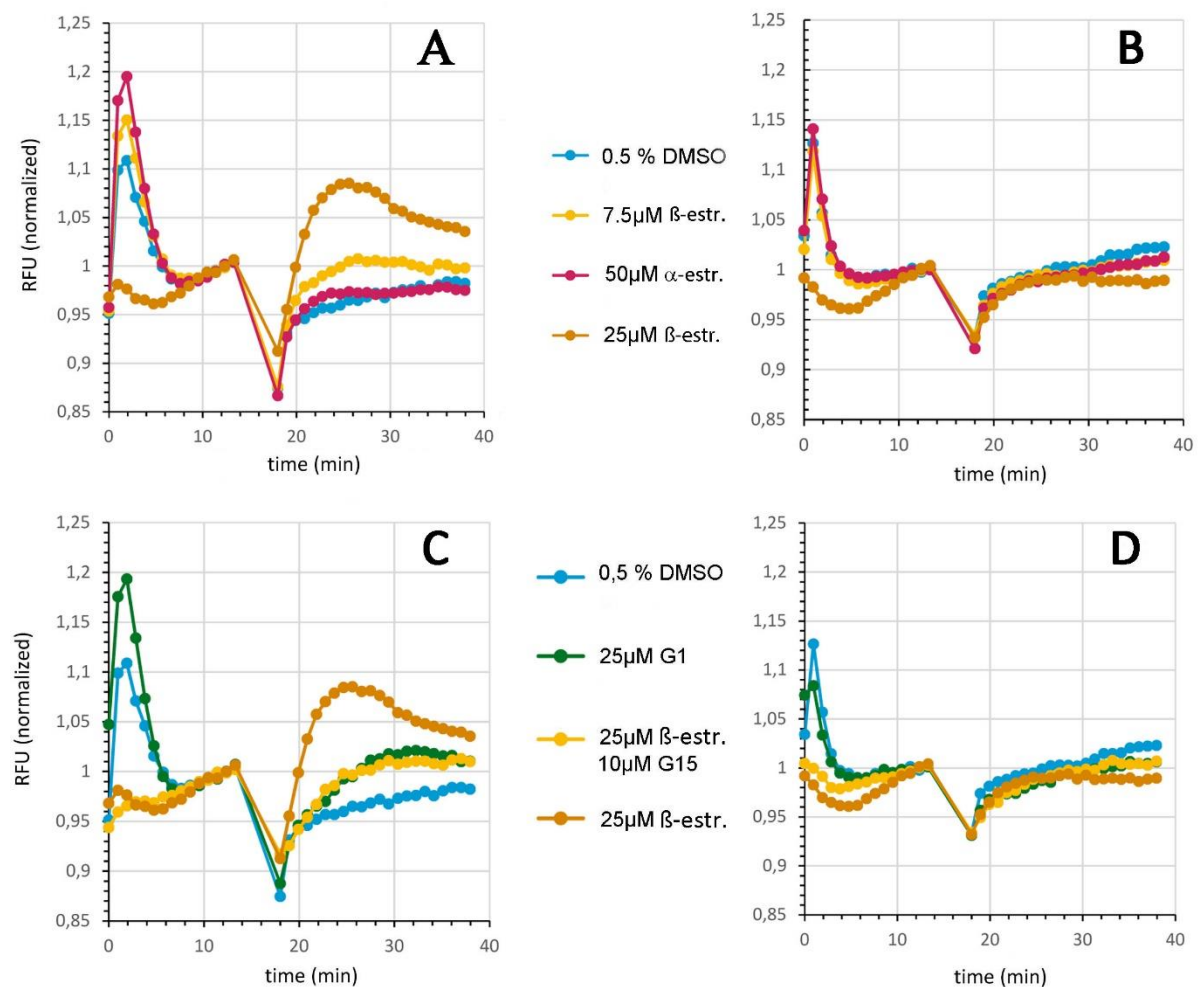 A
1,25
1,2
1,15
1,1
1,05
1
0,95
0,9
0,85
RFU (normalized)
0
10
20
30
40
time (min)
0.5 % DMSO
7.5µM ß-estr.
50µM α-estr.
25µM ß-estr.
B
1,25
1,2
1,15
1,1
1,05
1
0,95
0,9
0,85
0
10
20
30
40
time (min)
C
1,25
1,2
1,15
1,1
1,05
1
0,95
0,9
0,85
RFU (normalized)
0
10
20
30
40
time (min)
0,5 % DMSO
25µM G1
25µM ß-estr.
10µM G15
25µM ß-estr.
D
1,25
1,2
1,15
1,1
1,05
1
0,95
0,9
0,85
0
10
20
30
40
time (min)